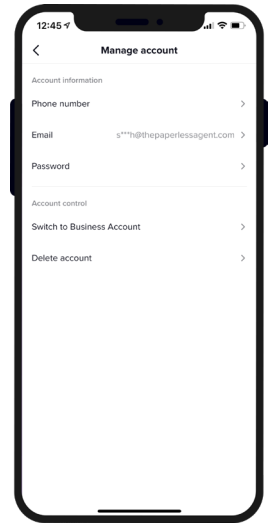 12:45
Manage account
Account information
Phone number
Email s***h@thepaperlessagent.com
Password
Account control
Switch to Business Account
Delete account